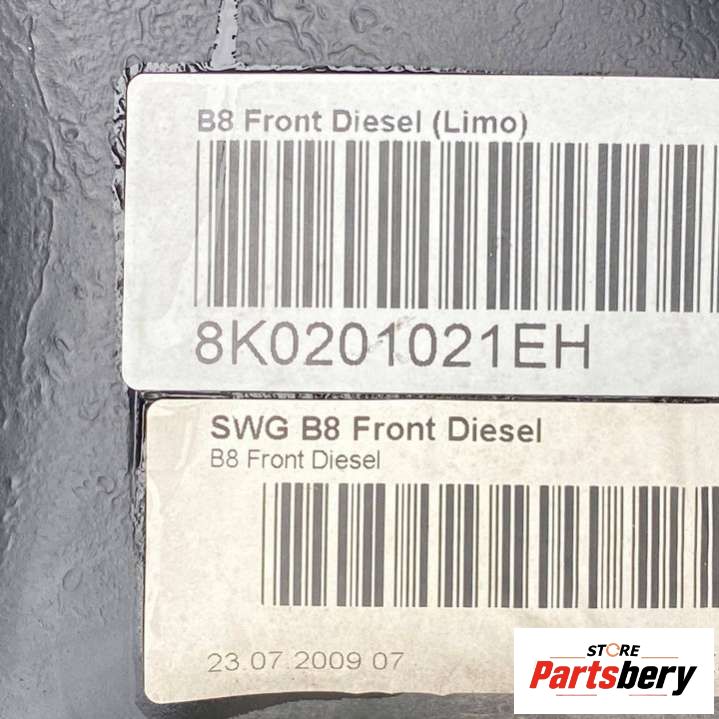 B8 Front Diesel (Limo)
8K0201021EH
SWG B8 Front Diesel
B8 Front Diesel
23.07.2009 07
STORE
Partsbery